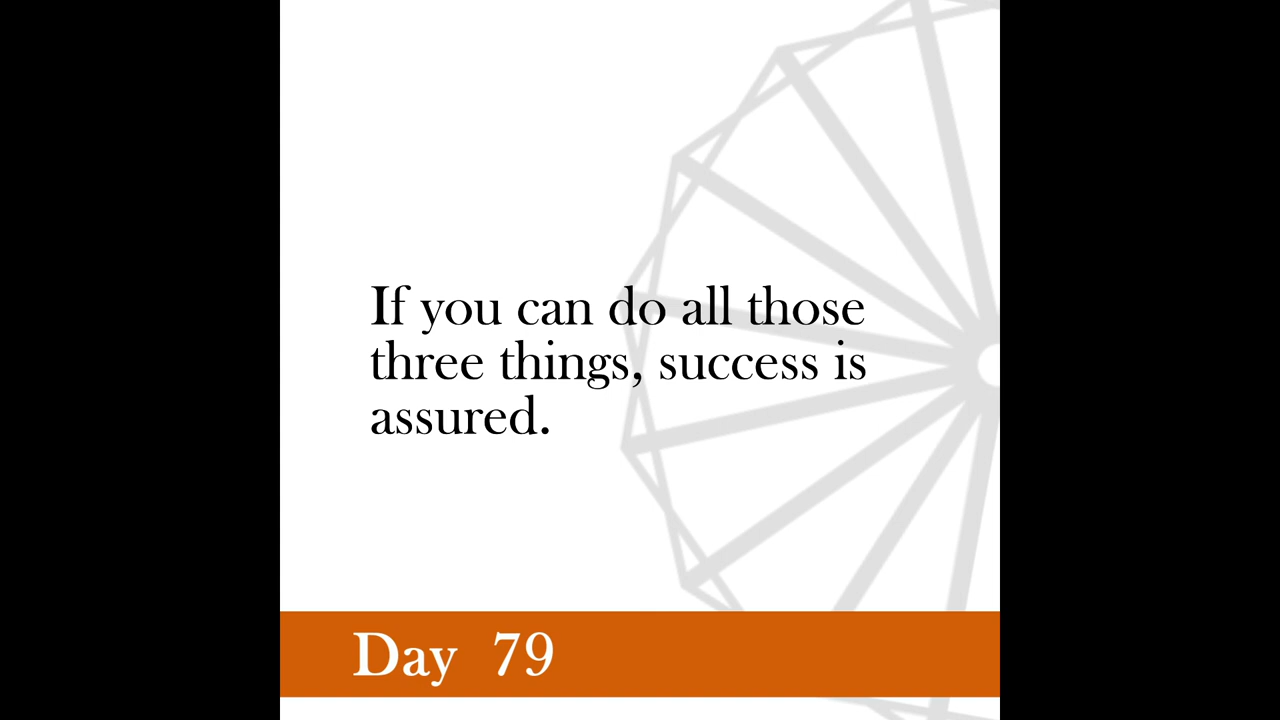 If you can do all those
three things, success is
assured.
Day 79